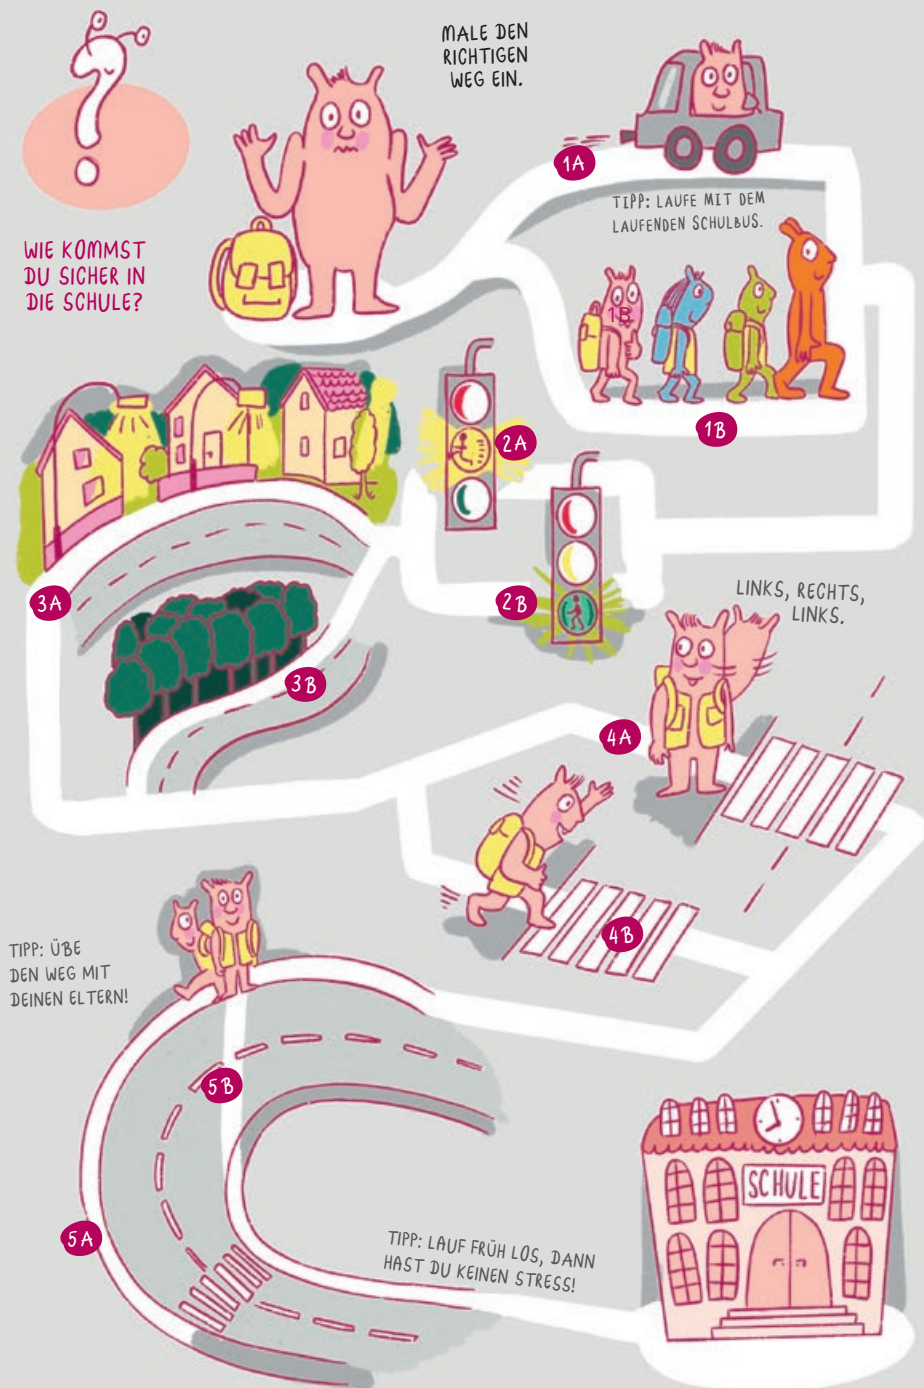 MALE DEN
RICHTIGEN
WEG EIN.
WIE KOMMST
DU SICHER IN
DIE SCHULE?
1A
TIPP: LAUFE MIT DEM
LAUFENDEN SCHULBUS.
1B
1B
2A
2B
3A
3B
LINKS, RECHTS,
LINKS.
4A
4B
TIPP: ÜBE
DEN WEG MIT
DEINEN ELTERN!
5B
5A
TIPP: LAUF FRÜH LOS, DANN
HAST DU KEINEN STRESS!
SCHULE